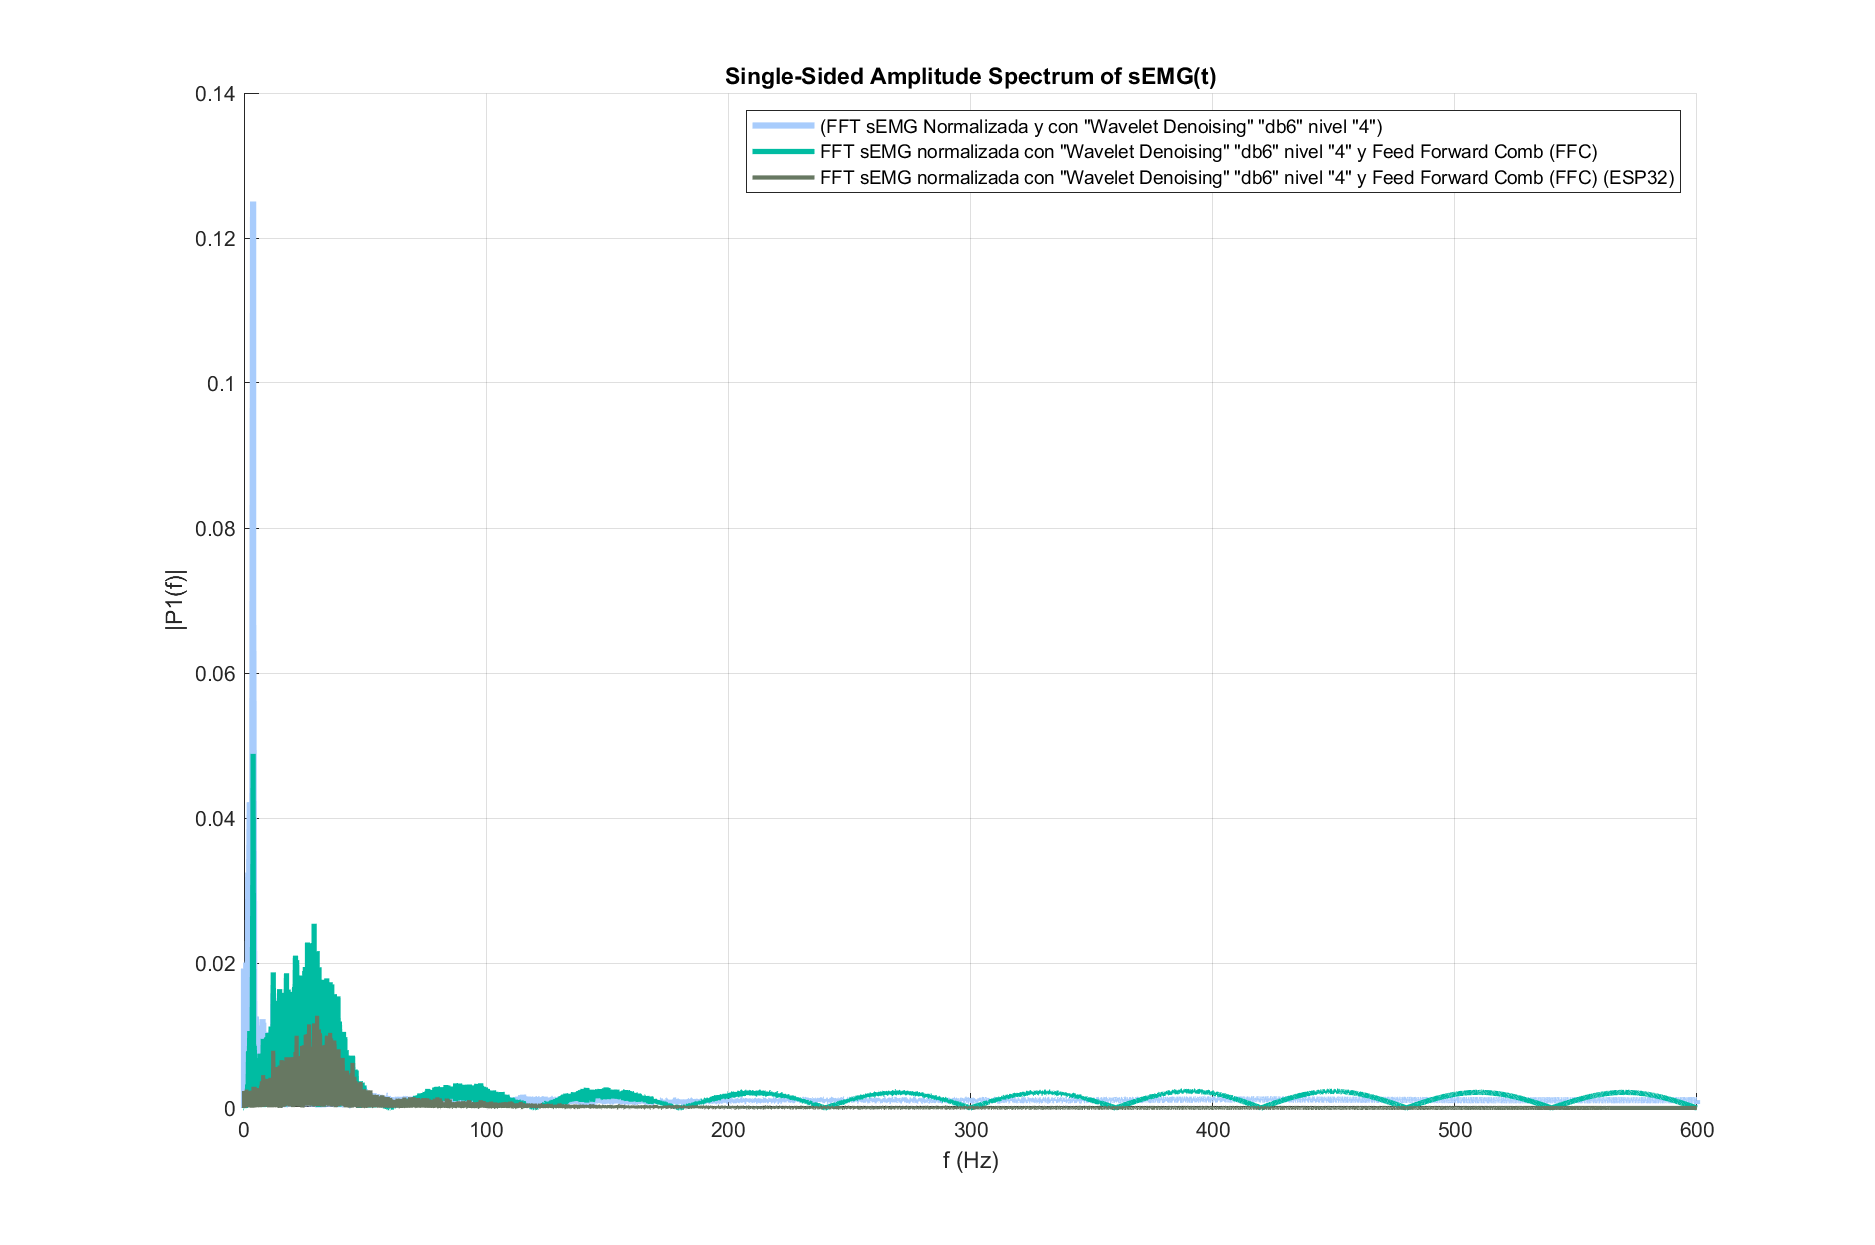 Single-Sided Amplitude Spectrum of sEMG(t)
(FFT sEMG Normalizada y con "Wavelet Denoising" "db6" nivel "4")
FFT sEMG normalizada con "Wavelet Denoising" "db6" nivel "4" y Feed Forward Comb (FFC)
FFT sEMG normalizada con "Wavelet Denoising" "db6" nivel "4" y Feed Forward Comb (FFC) (ESP32)
|P1(f)|
0.14
0.12
0.1
0.08
0.06
0.04
0.02
0
0 100 200 300 400 500 600
f (Hz)